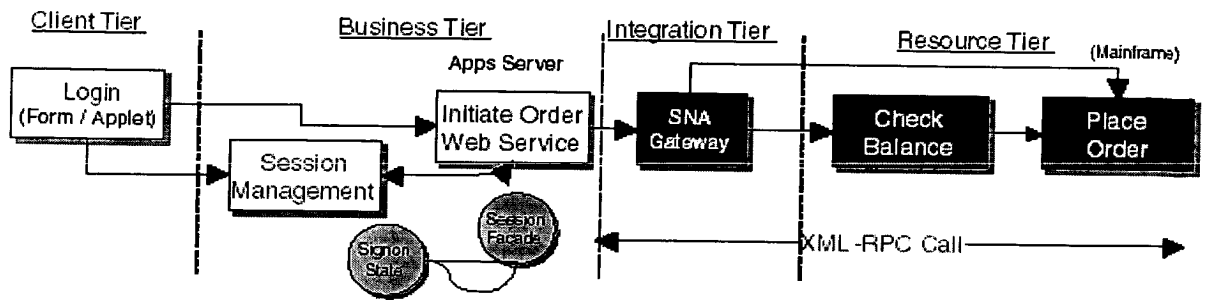 Client Tier
Business Tier
Integration Tier
Resource Tier
Apps Server
(Mainframe)
Login
(Form / Applet)
Initiate Order
Web Service
SNA
Gateway
Check
Balance
Place
Order
Session
Management
Session
Facade
Signon
State
XML-RPC Call